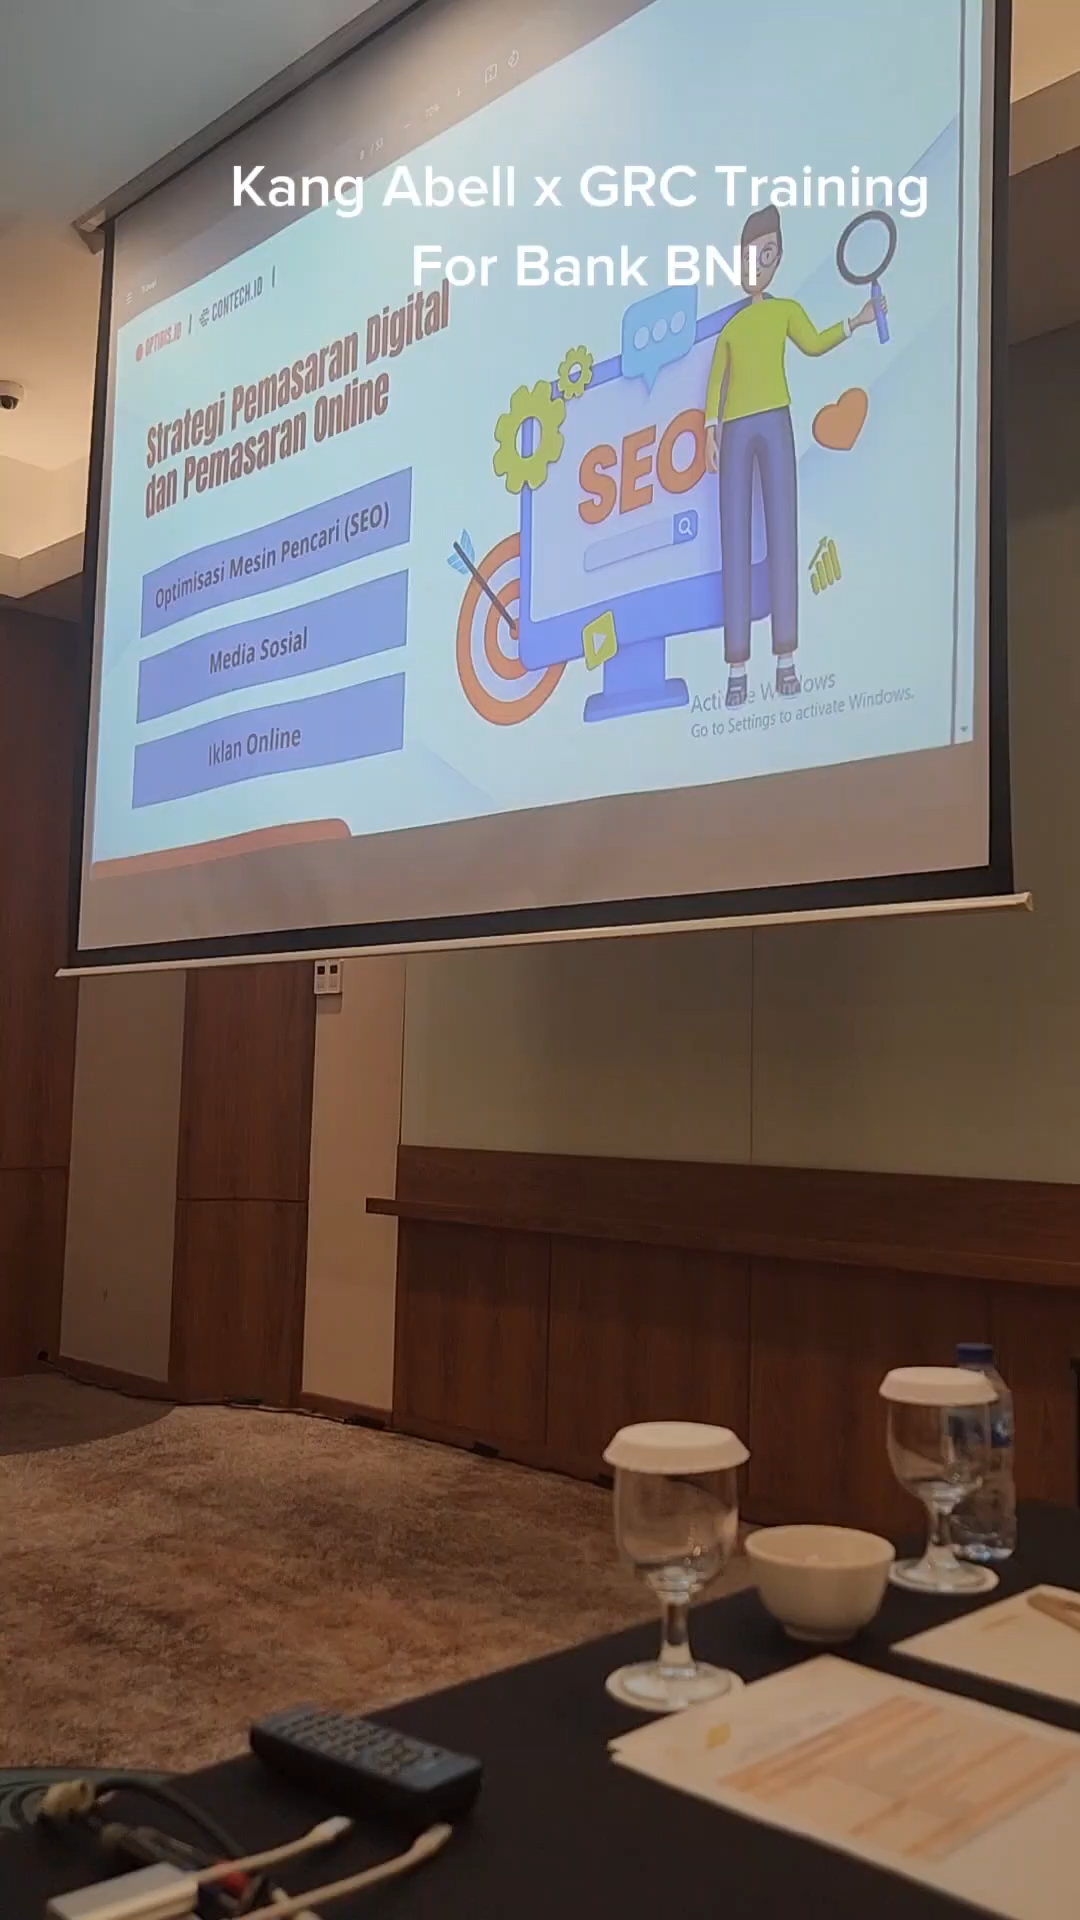 Kang Abell x GRC Training
For Bank BNI
OPTIDIS.ID | CONTECH.ID |
Strategi Pemasaran Digital
dan Pemasaran Online
Optimisasi Mesin Pencari (SEO)
Media Sosial
Iklan Online
SEO
Activate Windows
Go to Settings to activate Windows.